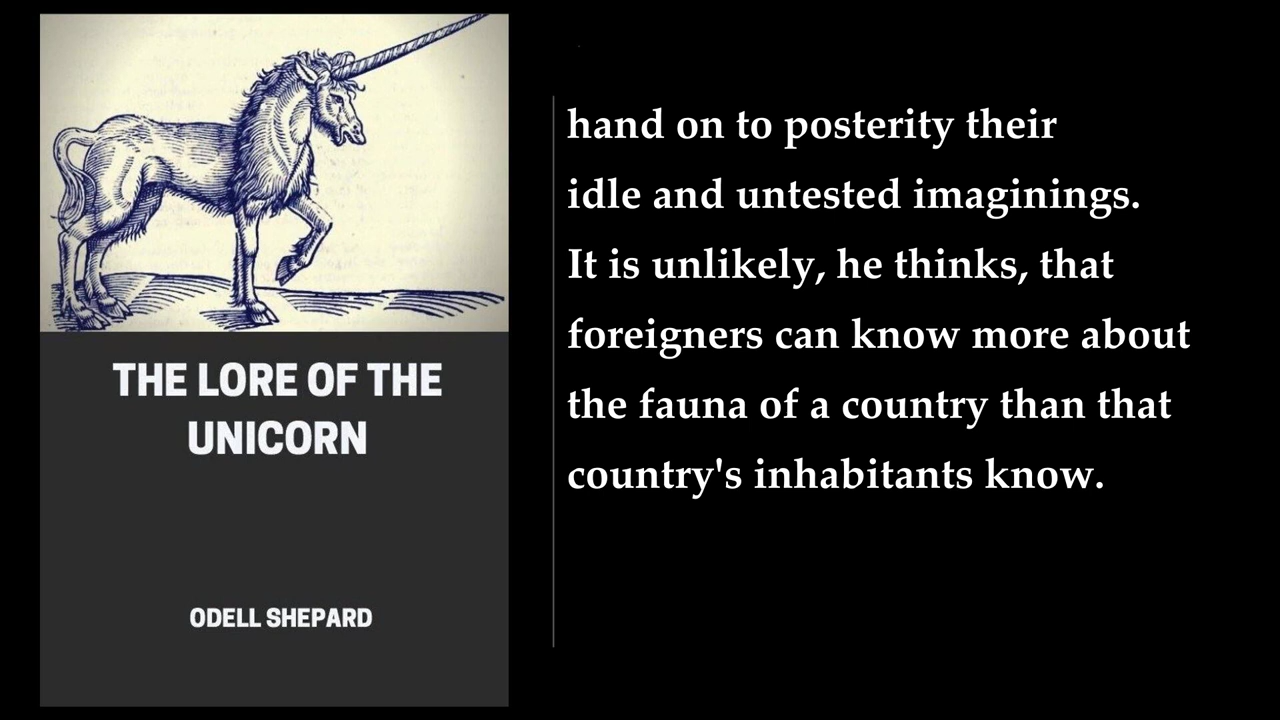 THE LORE OF THE
UNICORN
ODELL SHEPARD
hand on to posterity their
idle and untested imaginings.
It is unlikely, he thinks, that
foreigners can know more about
the fauna of a country than that
country's inhabitants know.